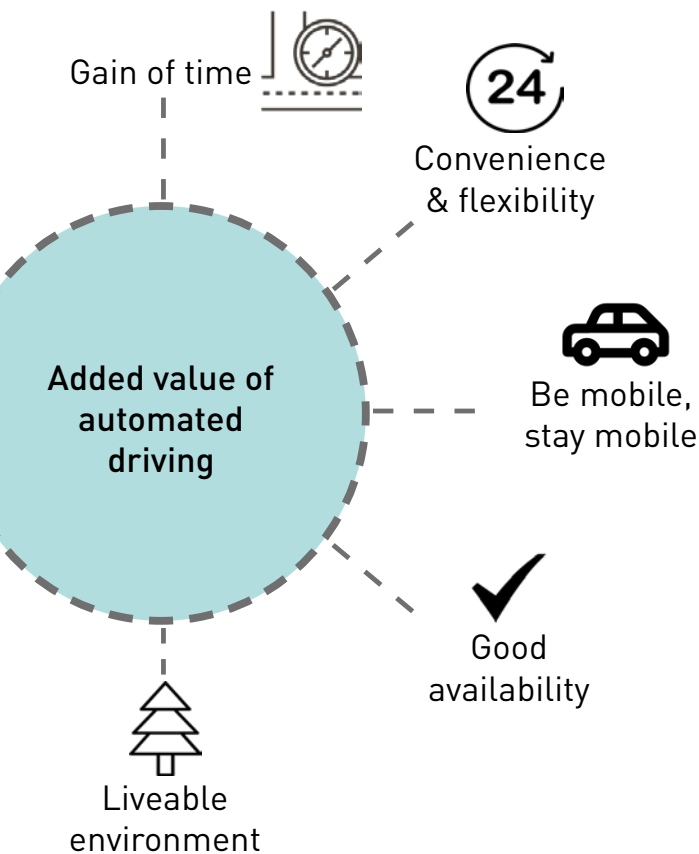 Gain of time
24
Convenience
& flexibility
Added value of
automated
driving
Be mobile,
stay mobile
Good
availability
Liveable
environment